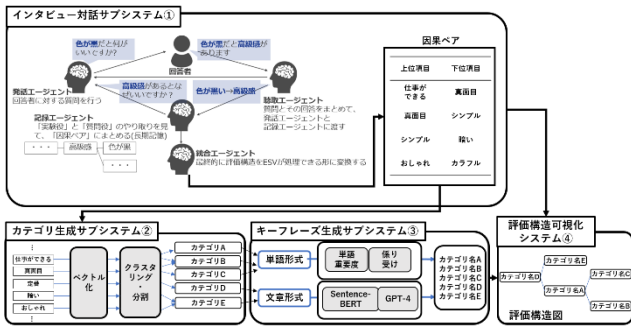 インタビュー対話サブシステム①
色が黒だと何が
いいですか?
色が黒だと高級感が
あります
回答者
発話エージェント
回答者に対する質問を行う
高級感があるとな
ぜいいですか?
色が黒い→高級感
聴取エージェント
質問とその回答をまとめて、
発話エージェントと
記録エージェントに渡す
記録エージェント
「実験役」と「質問役」のやり取りを見
て、「因果ペア」にまとめる(長期記憶)
・・・
高級感
色が黒
・・・
統合エージェント
最終的に評価構造をESVが処理できる形に変換する
因果ペア
上位項目
下位項目
仕事が
できる
真面目
真面目
シンプル
シンプル
暗い
おしゃれ
カラフル
カテゴリ生成サブシステム②
仕事ができる
真面目
定番
暗い
おしゃれ
ベクトル
化
クラスタ
リング・
分割
カテゴリA
カテゴリB
カテゴリC
カテゴリD
カテゴリE
キーフレーズ生成サブシステム③
単語形式
単語
重要度
係り
受け
文章形式
Sentence-
BERT
GPT-4
カテゴリ名A
カテゴリ名B
カテゴリ名C
カテゴリ名D
カテゴリ名E
評価構造可視化
システム④
カテゴリ名E
カテゴリ名D
カテゴリ名C
カテゴリ名A
カテゴリ名B
評価構造図